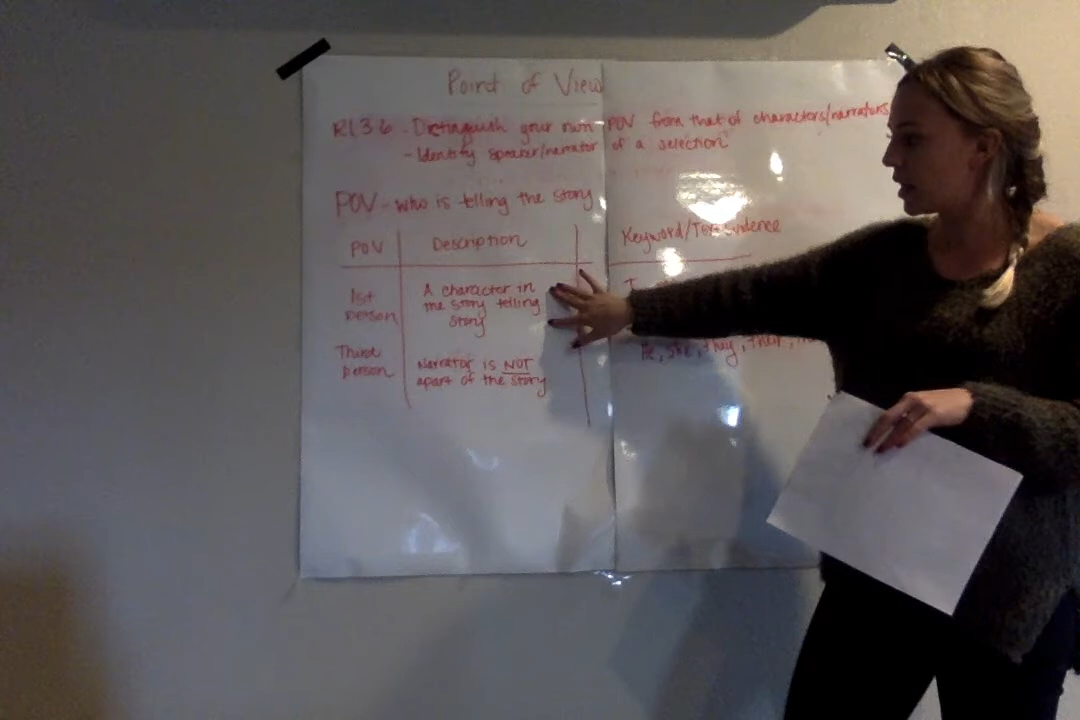 Point of View
RL3.6 - Distinguish your own POV from that of characters/narrators
- Identify speaker/narrator of a selection
POV - who is telling the story
POV Description Keyword/Text evidence
1st person
A character in
the story telling
story
I
Third person
Narrator is NOT
apart of the story
He, she, they, their,